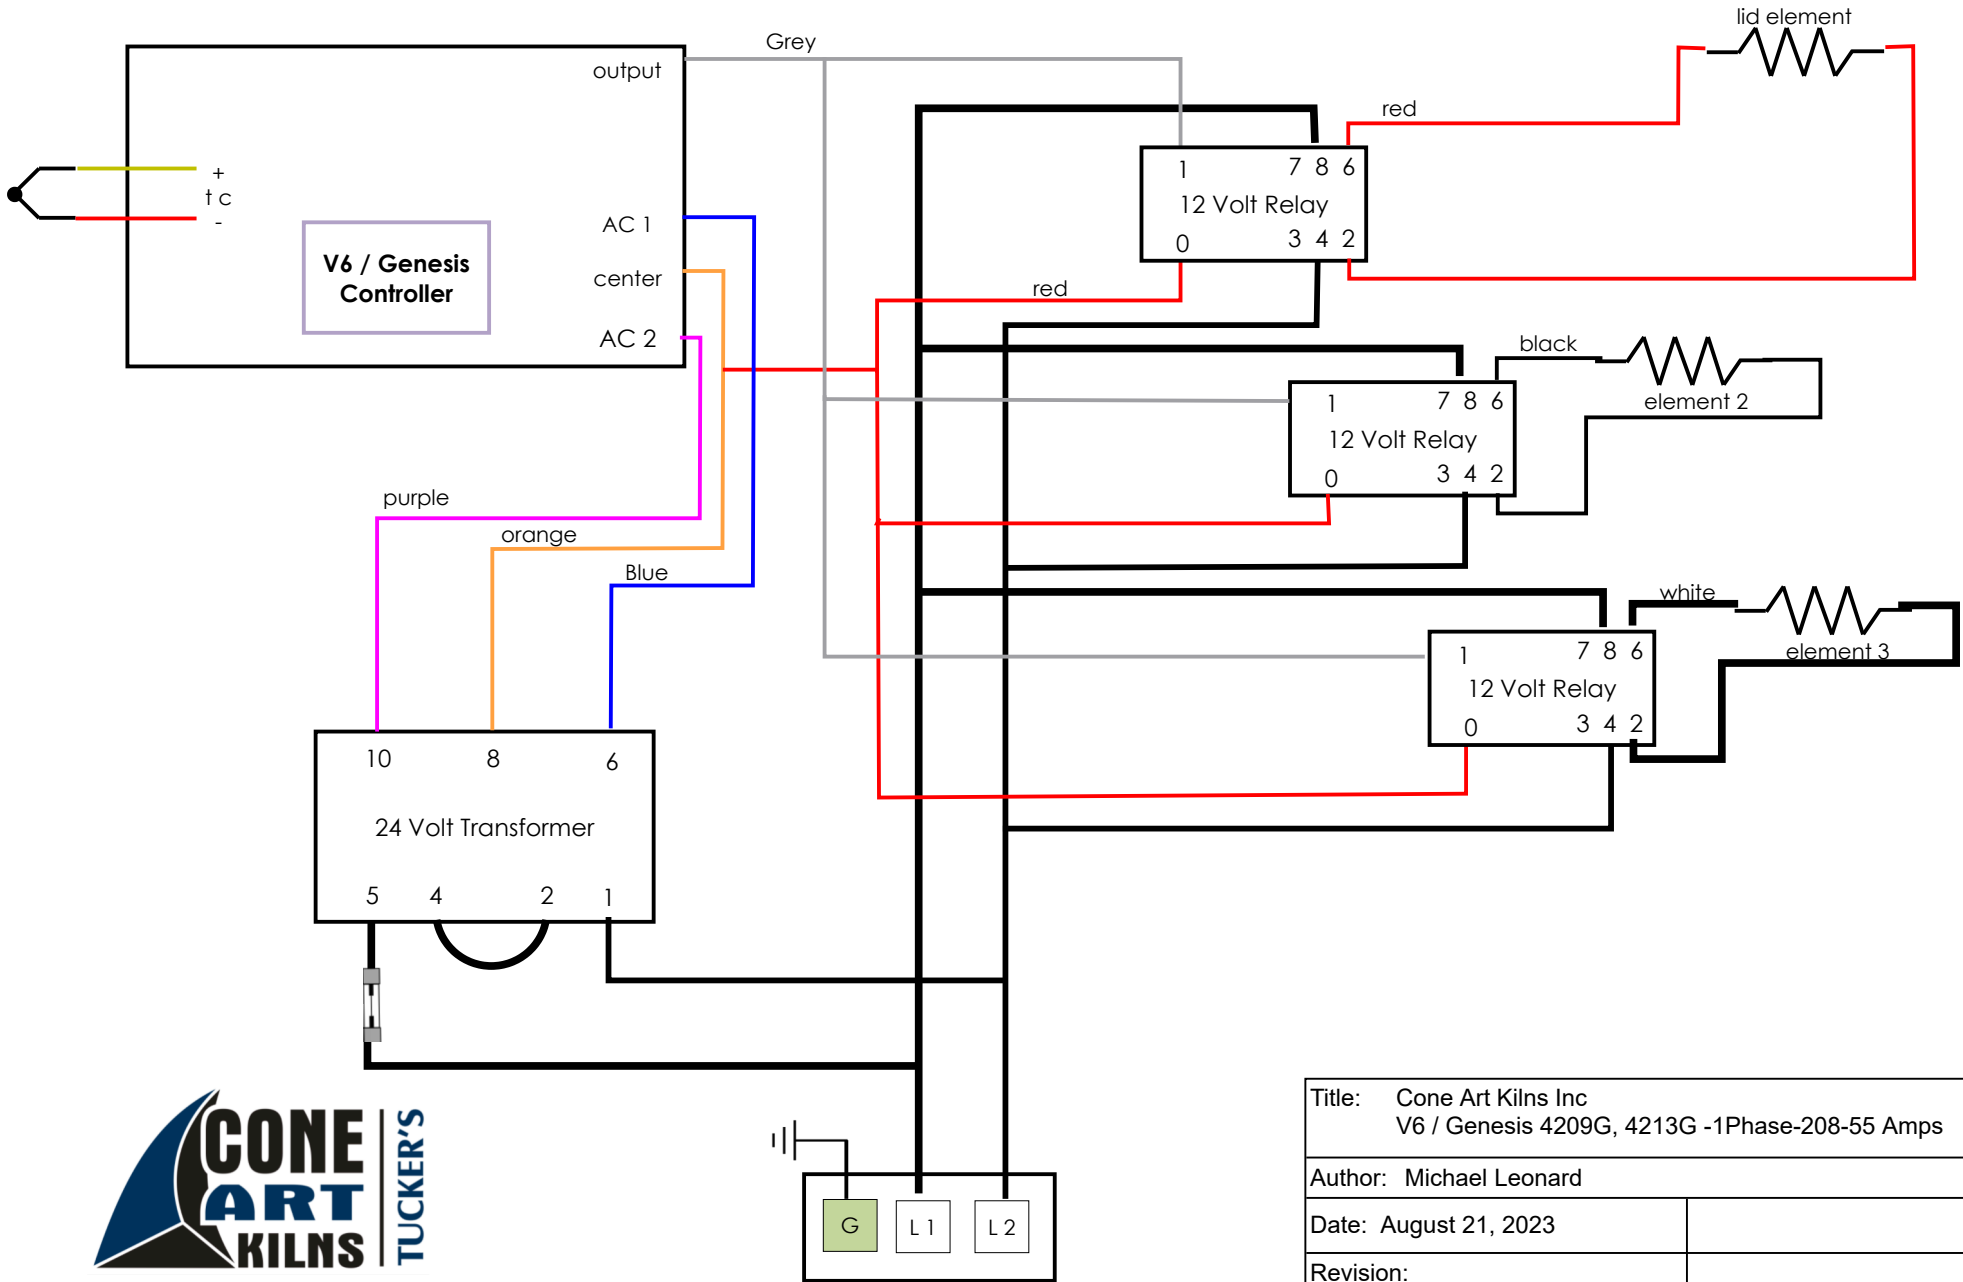 lid element
Grey
output
red
+
t c
-
1 7 8 6
12 Volt Relay
0 3 4 2
AC 1
V6 / Genesis
Controller
center
red
AC 2
black
element 2
1 7 8 6
12 Volt Relay
0 3 4 2
purple
orange
Blue
white
element 3
1 7 8 6
12 Volt Relay
0 3 4 2
10 8 6
24 Volt Transformer
5 4 2 1
CONE
ART
KILNS
TUCKER'S
G L 1 L 2
Title: Cone Art Kilns Inc
V6 / Genesis 4209G, 4213G -1Phase-208-55 Amps
Author: Michael Leonard
Date: August 21, 2023
Revision: